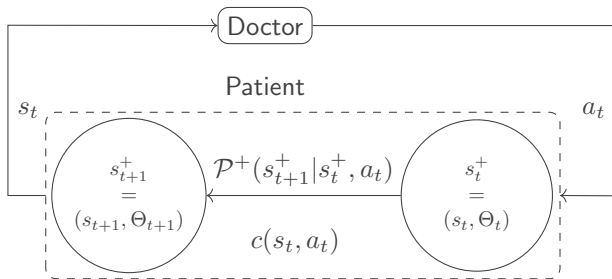 Doctor
Patient
s_t
a_t
s^+_{t+1}
=
(s_{t+1}, Θ_{t+1})
𝒫^+(s^+_{t+1}|s^+_t, a_t)
c(s_t, a_t)
s^+_t
=
(s_t, Θ_t)